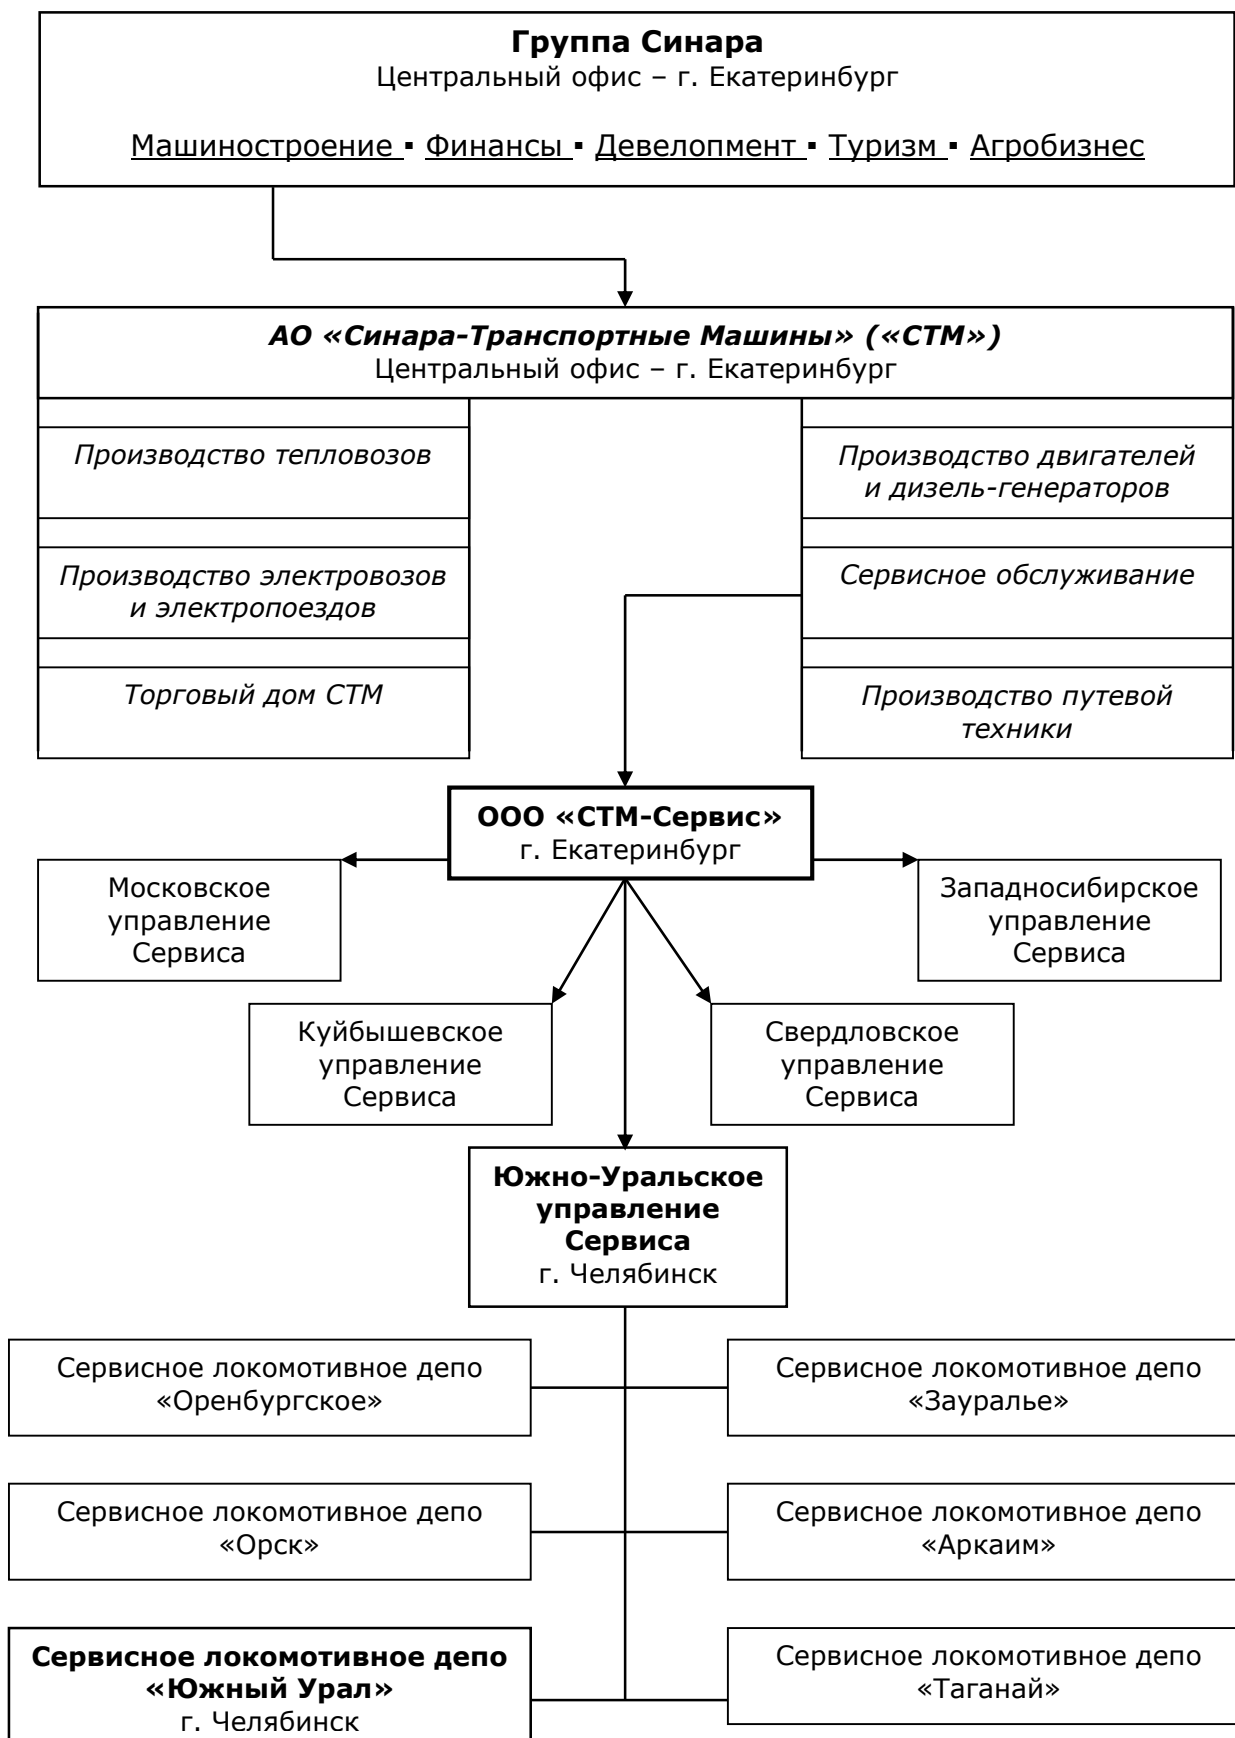 Группа Синара
Центральный офис – г. Екатеринбург
Машиностроение ▪ Финансы ▪ Девелопмент ▪ Туризм ▪ Агробизнес
АО «Синара-Транспортные Машины» («СТМ»)
Центральный офис – г. Екатеринбург
Производство тепловозов
Производство двигателей
и дизель-генераторов
Производство электровозов
и электропоездов
Сервисное обслуживание
Торговый дом СТМ
Производство путевой
техники
ООО «СТМ-Сервис»
г. Екатеринбург
Московское
управление
Сервиса
Западносибирское
управление
Сервиса
Куйбышевское
управление
Сервиса
Свердловское
управление
Сервиса
Южно-Уральское
управление
Сервиса
г. Челябинск
Сервисное локомотивное депо
«Оренбургское»
Сервисное локомотивное депо
«Зауралье»
Сервисное локомотивное депо
«Орск»
Сервисное локомотивное депо
«Аркаим»
Сервисное локомотивное депо
«Южный Урал»
г. Челябинск
Сервисное локомотивное депо
«Таганай»